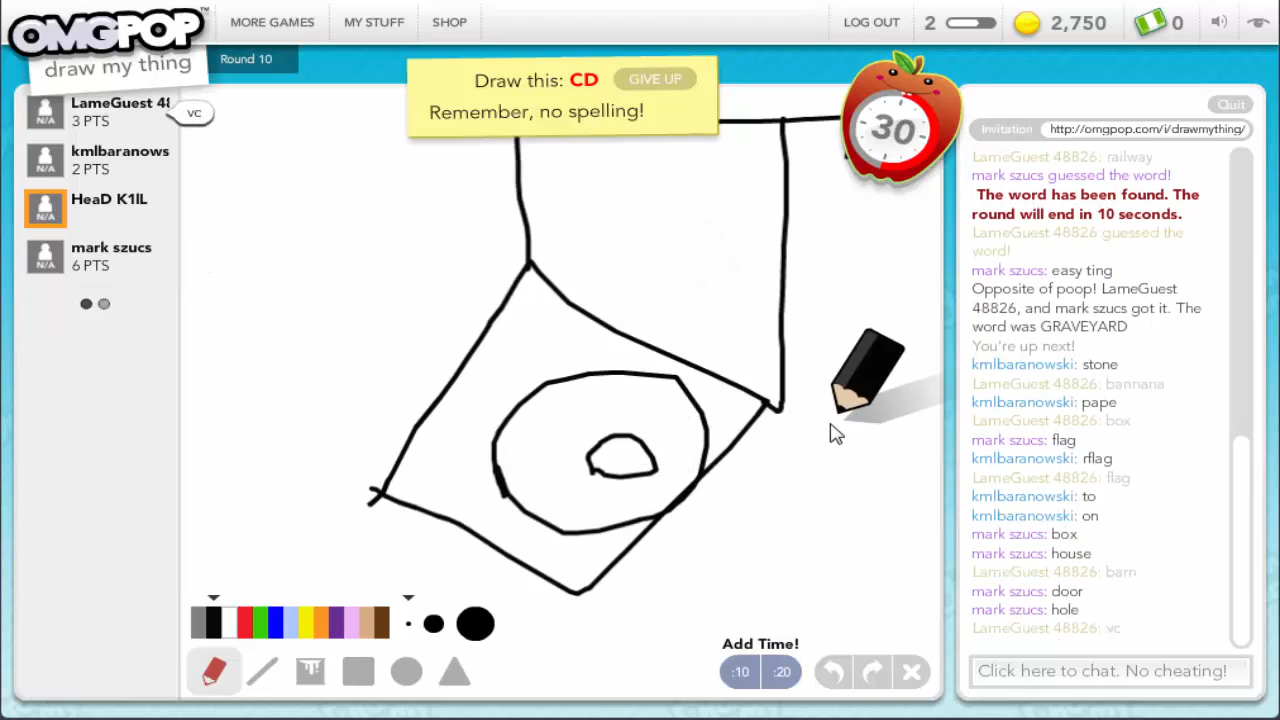 OMGPOP™
draw my thing
MORE GAMES
MY STUFF
SHOP
LOG OUT
2
2,750
0
Round 10
Draw this: CD
GIVE UP
Remember, no spelling!
30
LameGuest 48
3 PTS
vc
kmlbaranows
2 PTS
HeaD K1lL
mark szucs
6 PTS
N/A
N/A
N/A
N/A
Quit
Invitation
http://omgpop.com/i/drawmything/
LameGuest 48826: railway
mark szucs guessed the word!
The word has been found. The
round will end in 10 seconds.
LameGuest 48826 guessed the
word!
mark szucs: easy ting
Opposite of poop! LameGuest
48826, and mark szucs got it. The
word was GRAVEYARD
You're up next!
kmlbaranowski: stone
LameGuest 48826: bannana
kmlbaranowski: pape
LameGuest 48826: box
mark szucs: flag
kmlbaranowski: rflag
LameGuest 48826: flag
kmlbaranowski: to
kmlbaranowski: on
mark szucs: box
mark szucs: house
LameGuest 48826: barn
mark szucs: door
mark szucs: hole
LameGuest 48826: vc
Click here to chat. No cheating!
Add Time!
:10
:20